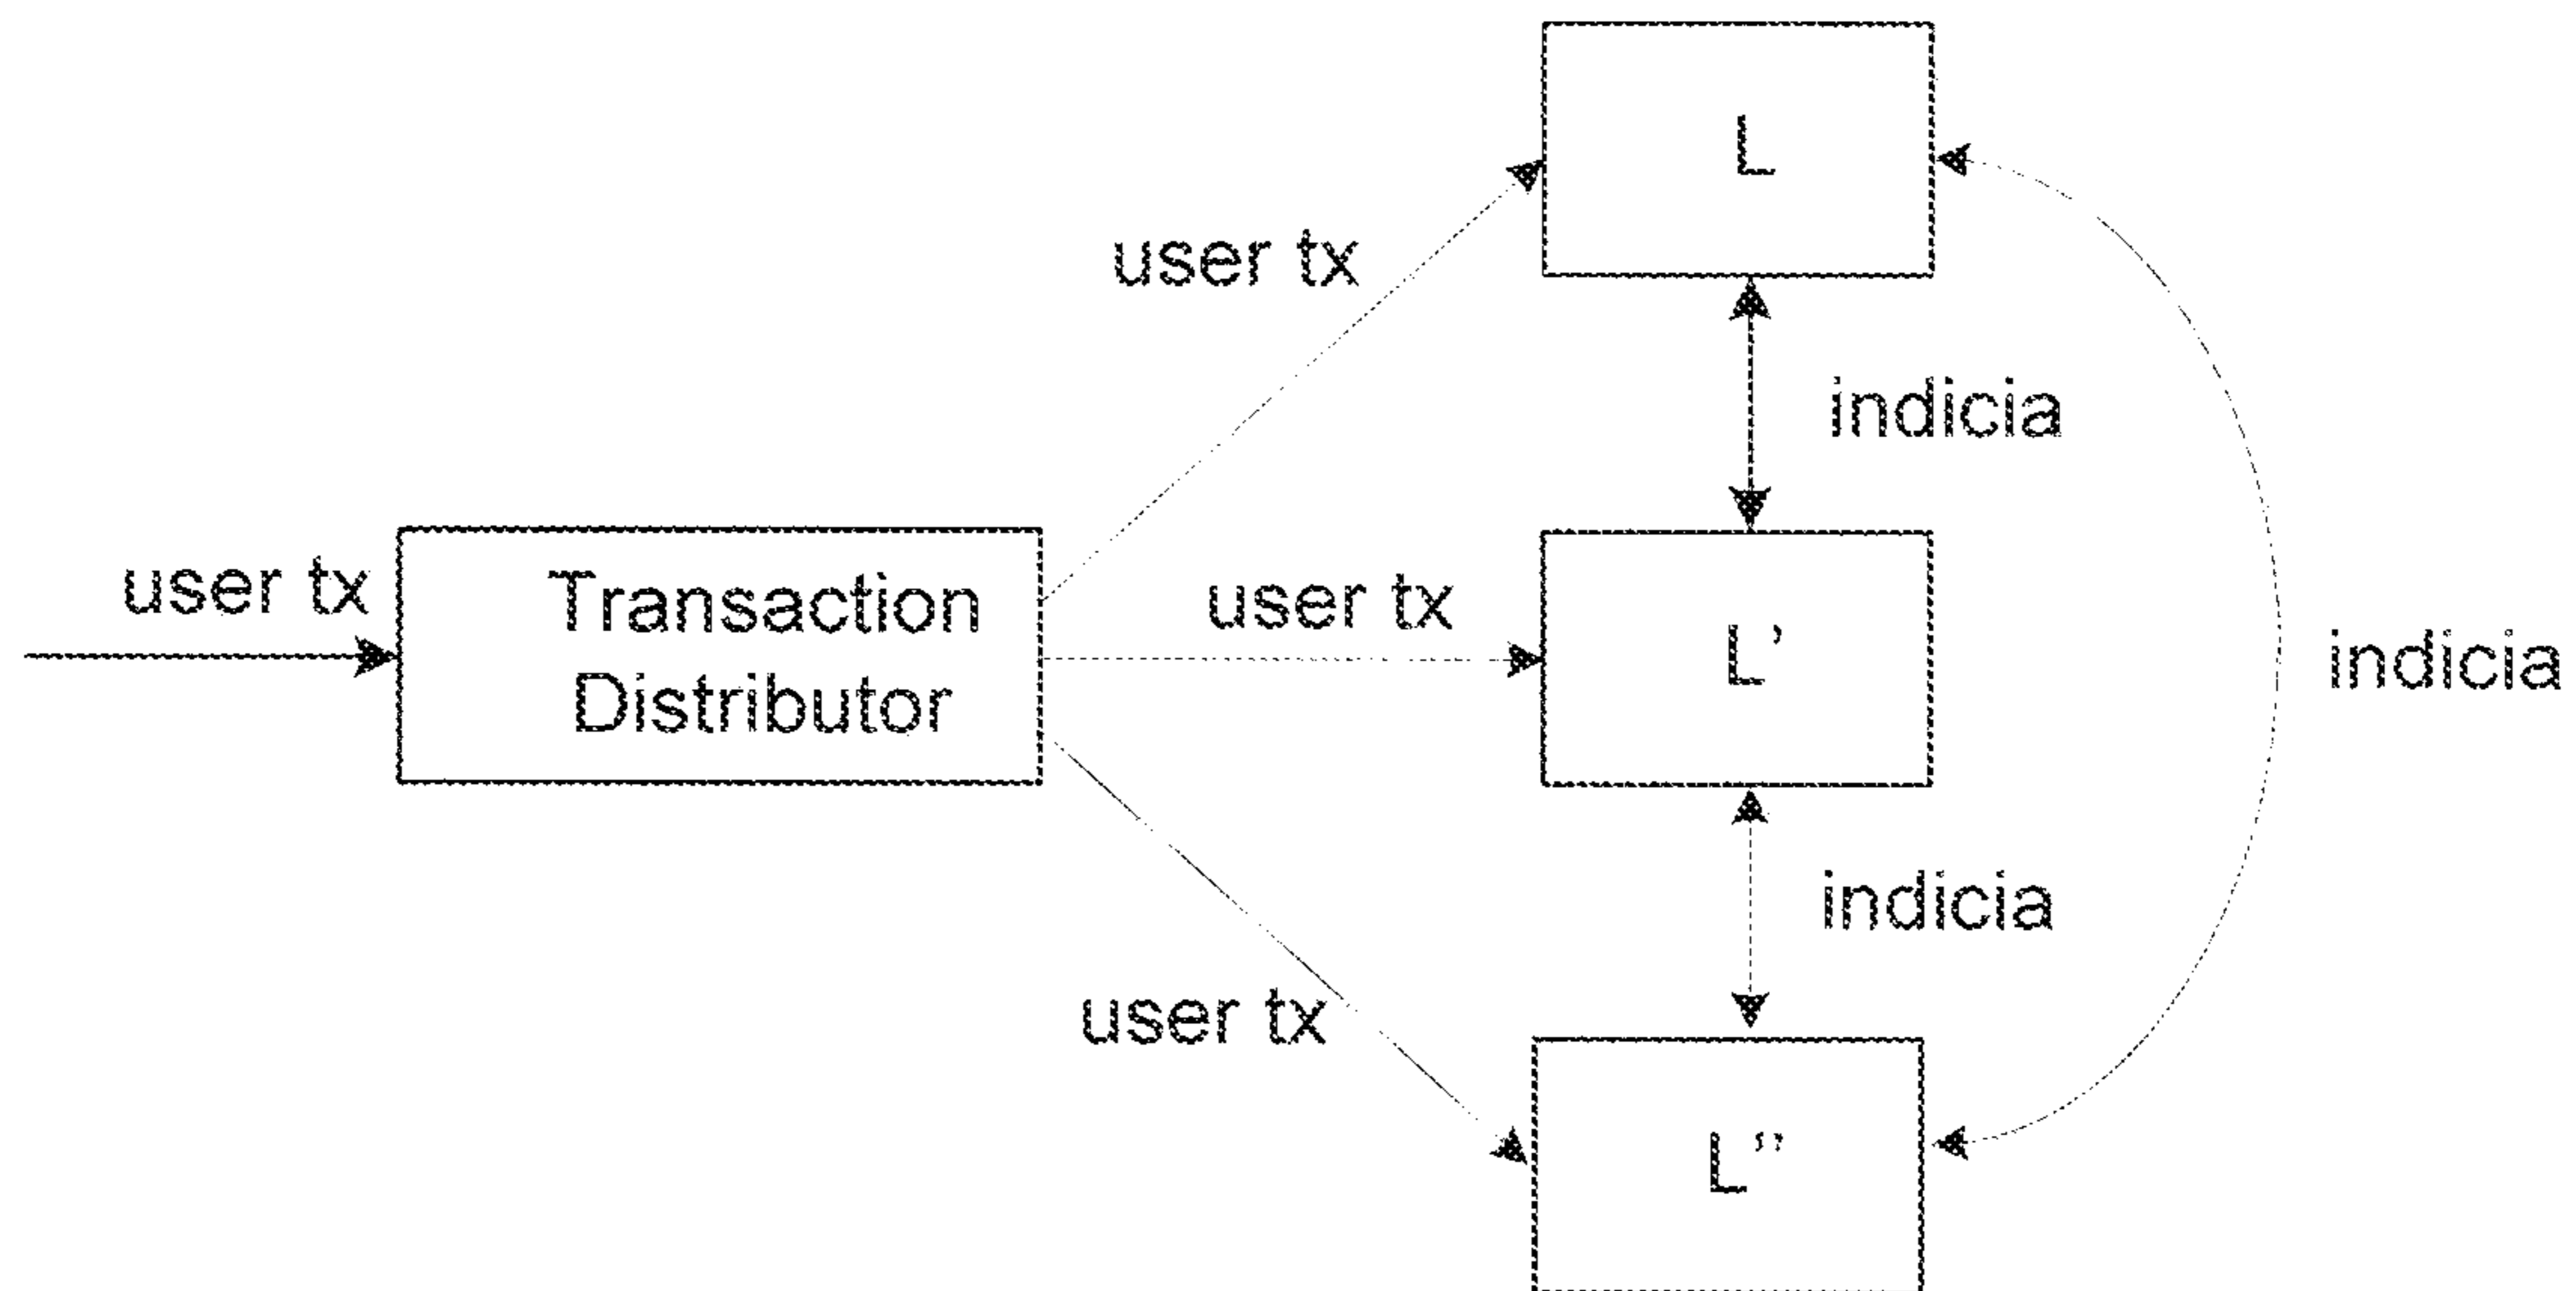 L
user tx
indicia
user tx
Transaction
Distributor
user tx
L’
indicia
indicia
user tx
L’’